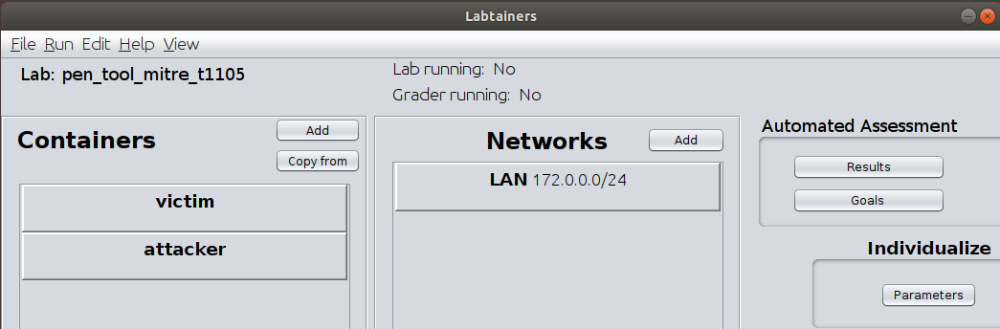 Labtainers
File Run Edit Help View
Lab: pen_tool_mitre_t1105
Lab running: No
Grader running: No
Containers
Add
Copy from
victim
attacker
Networks
Add
LAN 172.0.0.0/24
Automated Assessment
Results
Goals
Individualize
Parameters